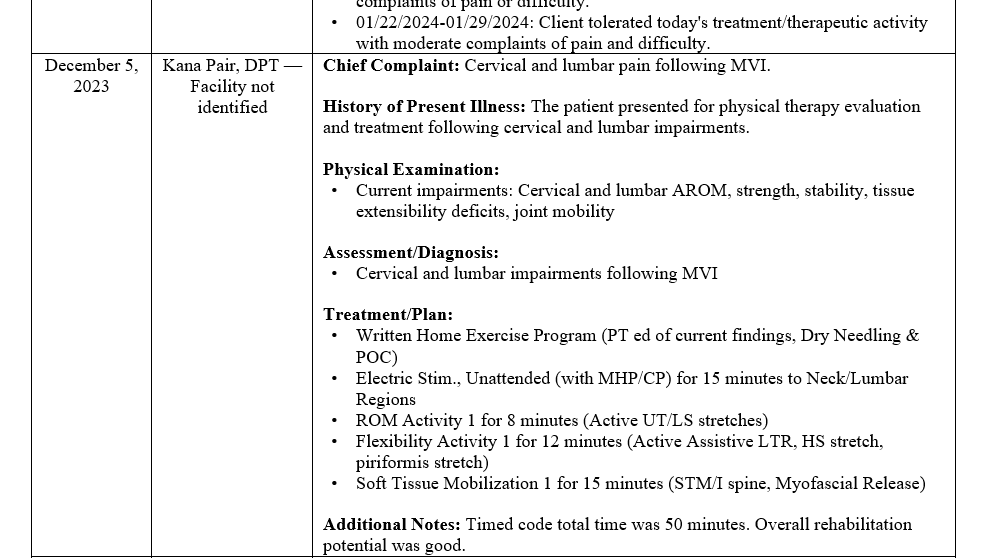 complaints of pain or difficulty.
• 01/22/2024-01/29/2024: Client tolerated today's treatment/therapeutic activity
with moderate complaints of pain and difficulty.
December 5,
2023
Kana Pair, DPT —
Facility not
identified
Chief Complaint: Cervical and lumbar pain following MVI.
History of Present Illness: The patient presented for physical therapy evaluation
and treatment following cervical and lumbar impairments.
Physical Examination:
• Current impairments: Cervical and lumbar AROM, strength, stability, tissue
extensibility deficits, joint mobility
Assessment/Diagnosis:
• Cervical and lumbar impairments following MVI
Treatment/Plan:
• Written Home Exercise Program (PT ed of current findings, Dry Needling &
POC)
• Electric Stim., Unattended (with MHP/CP) for 15 minutes to Neck/Lumbar
Regions
• ROM Activity 1 for 8 minutes (Active UT/LS stretches)
• Flexibility Activity 1 for 12 minutes (Active Assistive LTR, HS stretch,
piriformis stretch)
• Soft Tissue Mobilization 1 for 15 minutes (STM/I spine, Myofascial Release)
Additional Notes: Timed code total time was 50 minutes. Overall rehabilitation
potential was good.